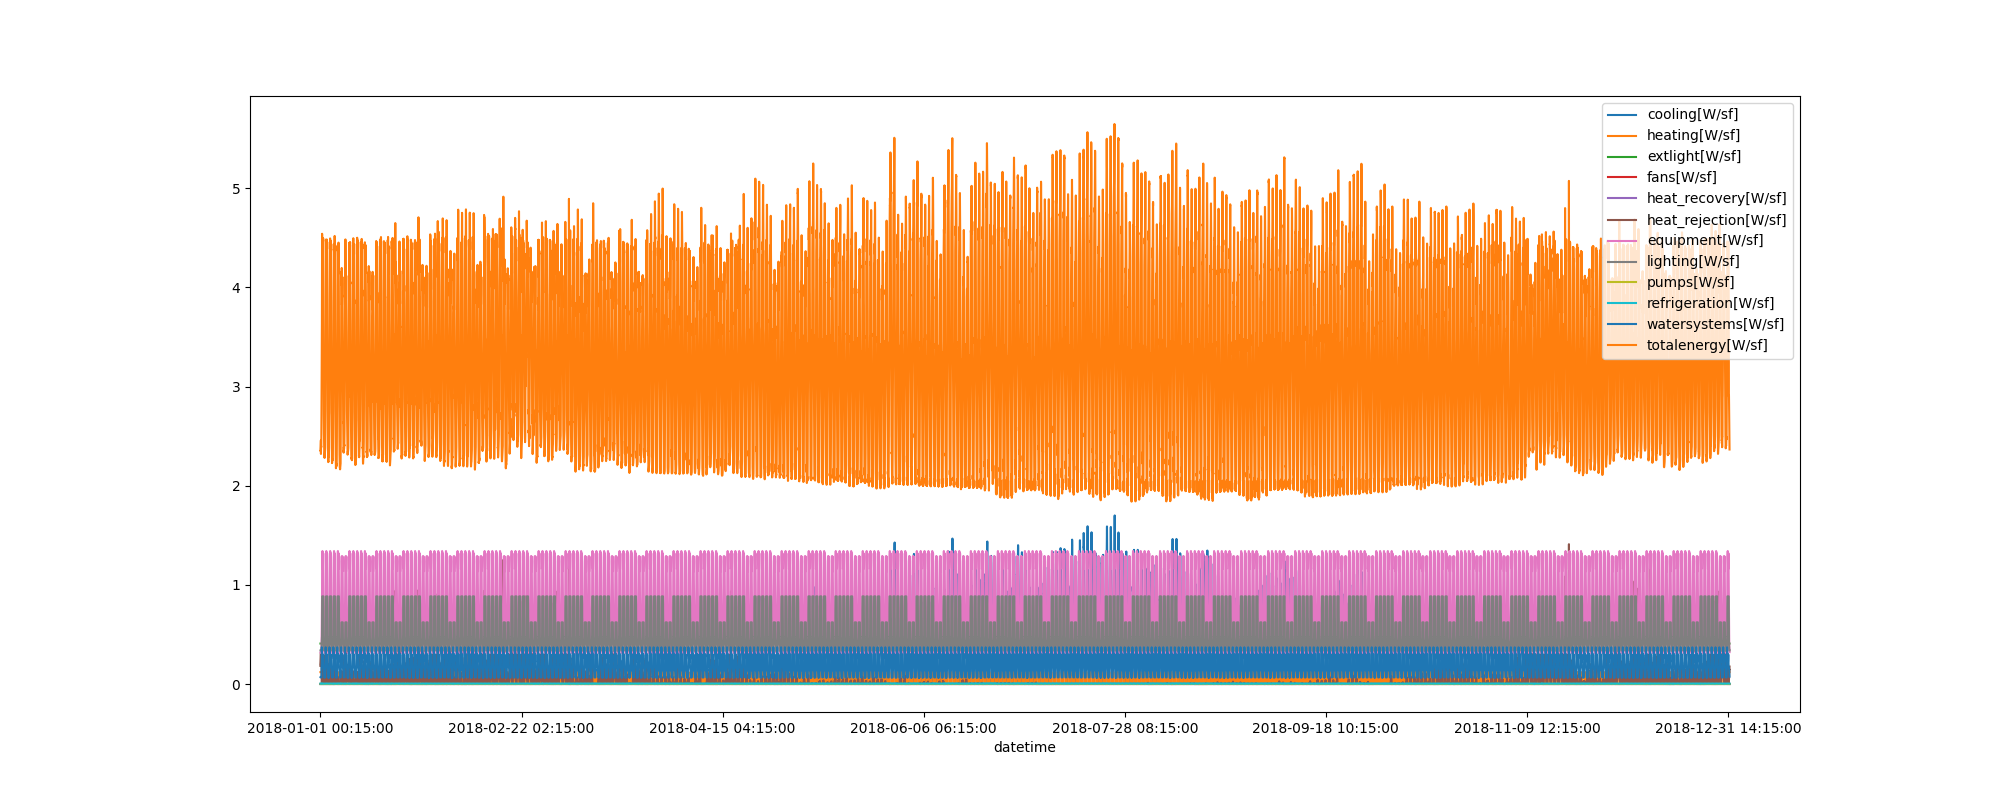 cooling[W/sf]
heating[W/sf]
extlight[W/sf]
fans[W/sf]
heat_recovery[W/sf]
heat_rejection[W/sf]
equipment[W/sf]
lighting[W/sf]
pumps[W/sf]
refrigeration[W/sf]
watersystems[W/sf]
totalenergy[W/sf]
5
4
3
2
1
0
2018-01-01 00:15:00 2018-02-22 02:15:00 2018-04-15 04:15:00 2018-06-06 06:15:00 2018-07-28 08:15:00 2018-09-18 10:15:00 2018-11-09 12:15:00 2018-12-31 14:15:00
datetime